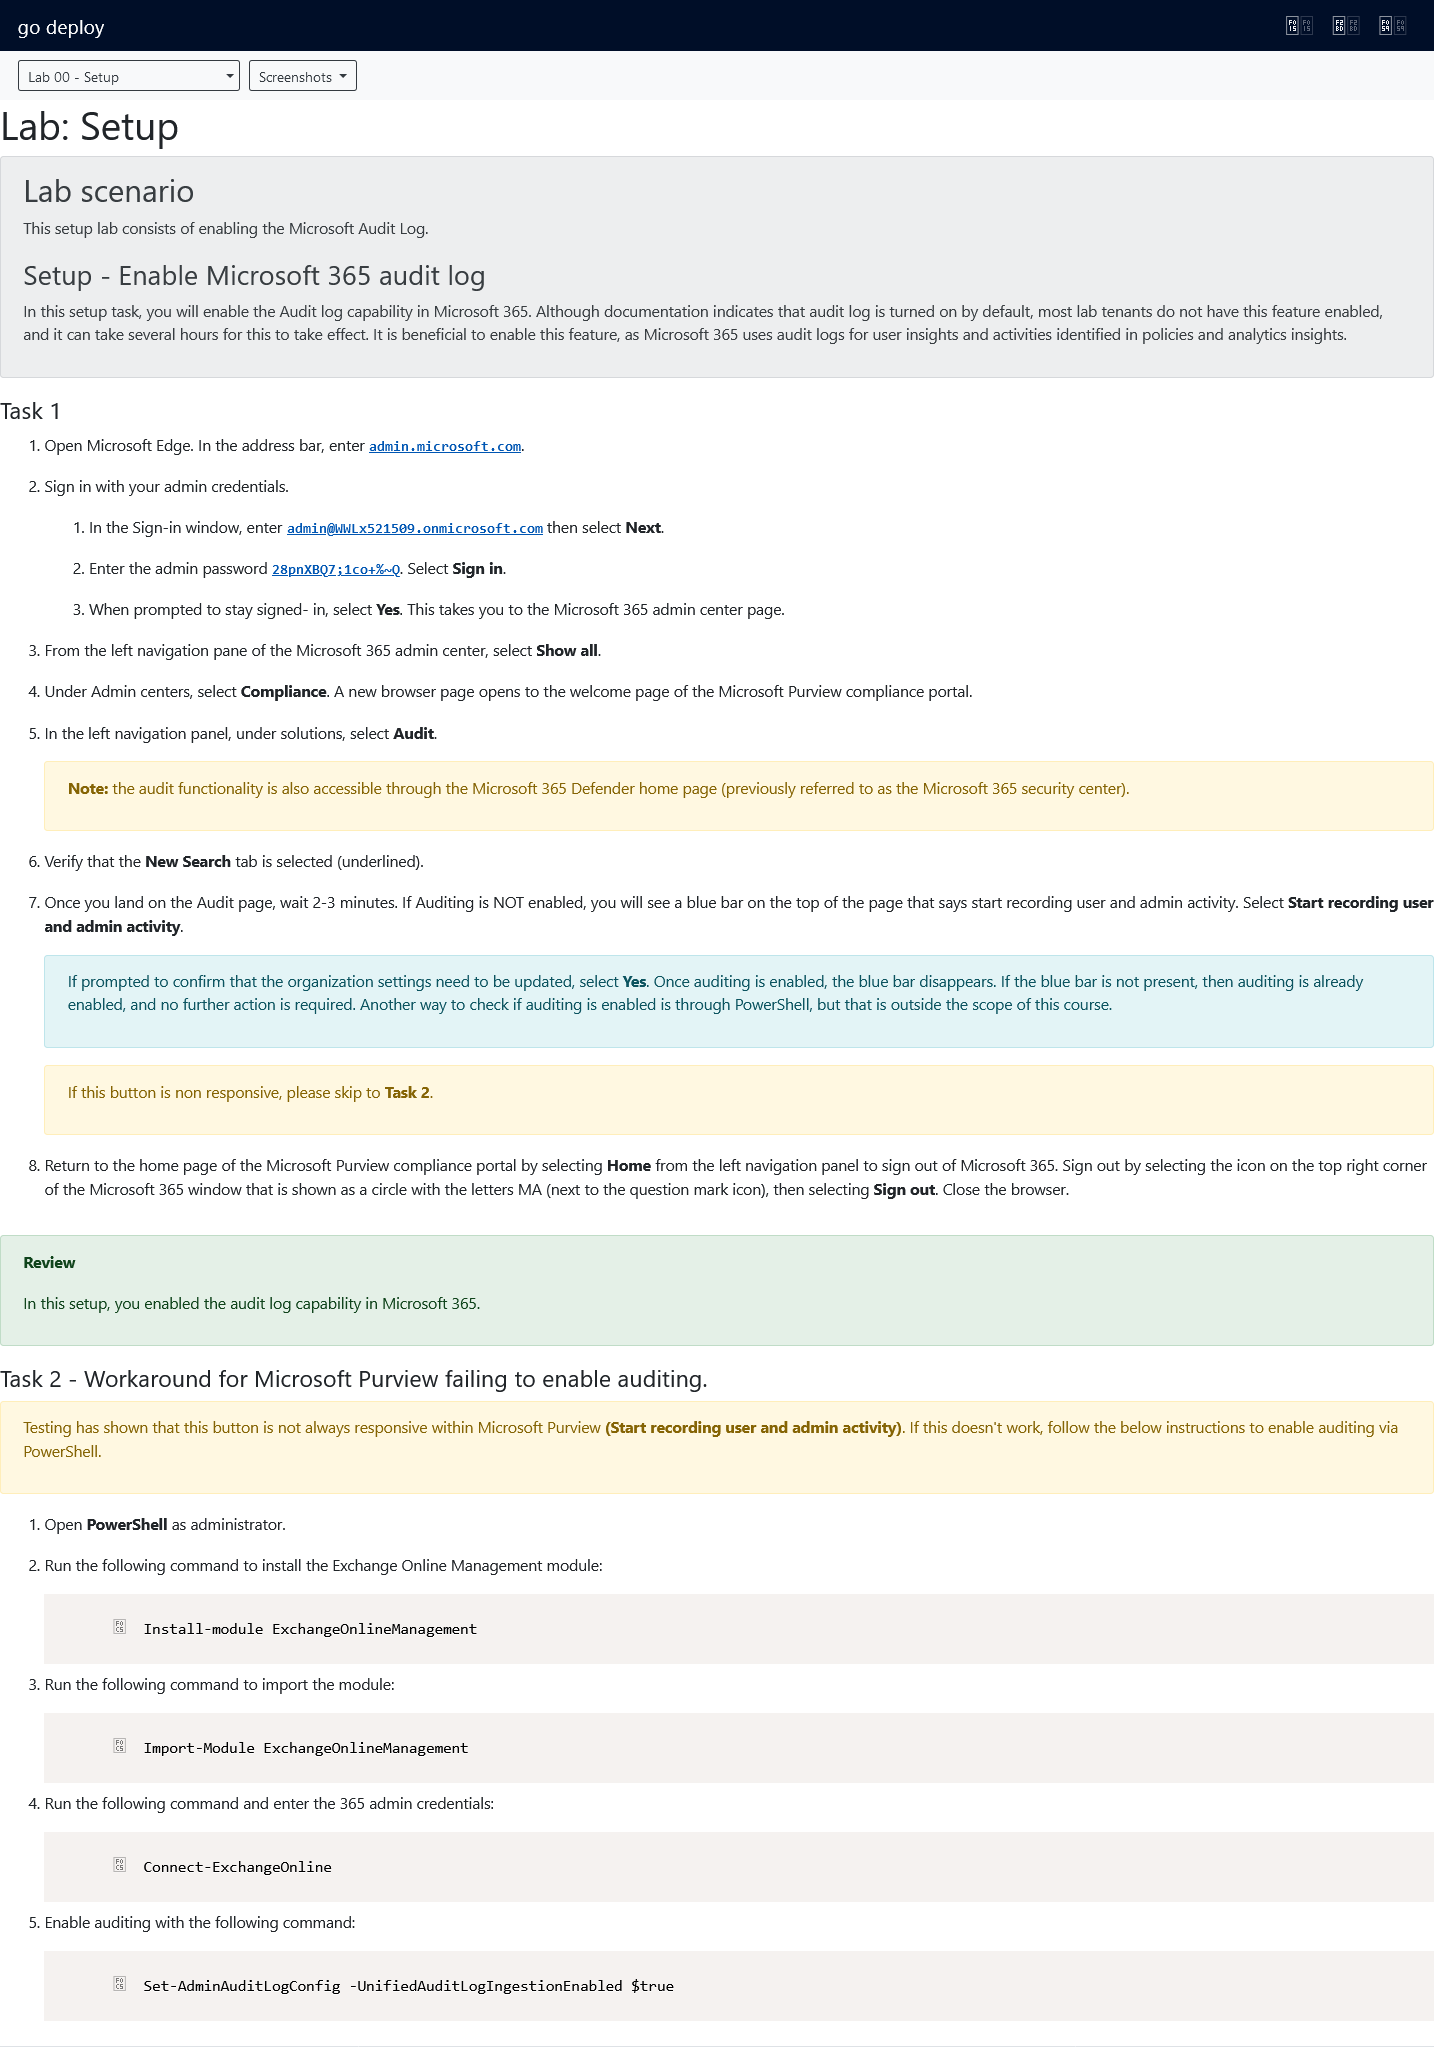 go deploy
Lab 00 - Setup
Screenshots
Lab: Setup
Lab scenario
This setup lab consists of enabling the Microsoft Audit Log.
Setup - Enable Microsoft 365 audit log
In this setup task, you will enable the Audit log capability in Microsoft 365. Although documentation indicates that audit log is turned on by default, most lab tenants do not have this feature enabled,
and it can take several hours for this to take effect. It is beneficial to enable this feature, as Microsoft 365 uses audit logs for user insights and activities identified in policies and analytics insights.
Task 1
1. Open Microsoft Edge. In the address bar, enter admin.microsoft.com.
2. Sign in with your admin credentials.
1. In the Sign-in window, enter admin@WWLx521509.onmicrosoft.com then select Next.
2. Enter the admin password 28pnXBQ7;1co+%~Q. Select Sign in.
3. When prompted to stay signed- in, select Yes. This takes you to the Microsoft 365 admin center page.
3. From the left navigation pane of the Microsoft 365 admin center, select Show all.
4. Under Admin centers, select Compliance. A new browser page opens to the welcome page of the Microsoft Purview compliance portal.
5. In the left navigation panel, under solutions, select Audit.
Note: the audit functionality is also accessible through the Microsoft 365 Defender home page (previously referred to as the Microsoft 365 security center).
6. Verify that the New Search tab is selected (underlined).
7. Once you land on the Audit page, wait 2-3 minutes. If Auditing is NOT enabled, you will see a blue bar on the top of the page that says start recording user and admin activity. Select Start recording user
and admin activity.
If prompted to confirm that the organization settings need to be updated, select Yes. Once auditing is enabled, the blue bar disappears. If the blue bar is not present, then auditing is already
enabled, and no further action is required. Another way to check if auditing is enabled is through PowerShell, but that is outside the scope of this course.
If this button is non responsive, please skip to Task 2.
8. Return to the home page of the Microsoft Purview compliance portal by selecting Home from the left navigation panel to sign out of Microsoft 365. Sign out by selecting the icon on the top right corner
of the Microsoft 365 window that is shown as a circle with the letters MA (next to the question mark icon), then selecting Sign out. Close the browser.
Review
In this setup, you enabled the audit log capability in Microsoft 365.
Task 2 - Workaround for Microsoft Purview failing to enable auditing.
Testing has shown that this button is not always responsive within Microsoft Purview (Start recording user and admin activity). If this doesn't work, follow the below instructions to enable auditing via
PowerShell.
1. Open PowerShell as administrator.
2. Run the following command to install the Exchange Online Management module:
Install-module ExchangeOnlineManagement
3. Run the following command to import the module:
Import-Module ExchangeOnlineManagement
4. Run the following command and enter the 365 admin credentials:
Connect-ExchangeOnline
5. Enable auditing with the following command:
Set-AdminAuditLogConfig -UnifiedAuditLogIngestionEnabled $true